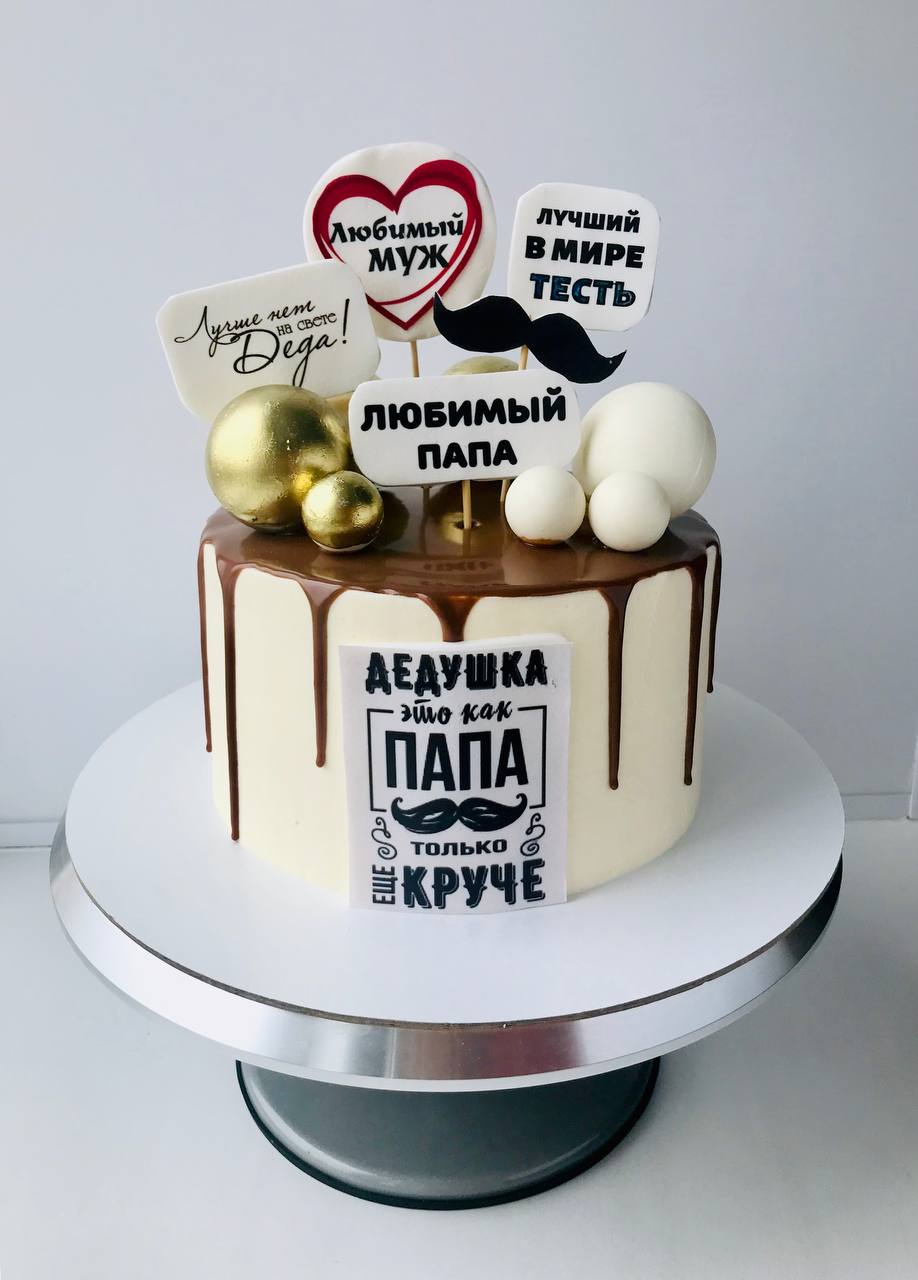 Любимый
муж
ЛУЧШИЙ
В МИРЕ
ТЕСТЬ
Лучше нет
на свете
Деда!
ЛЮБИМЫЙ
ПАПА
ДЕДУШКА
это как
ПАПА
ТОЛЬКО
ЕЩЕ КРУЧЕ